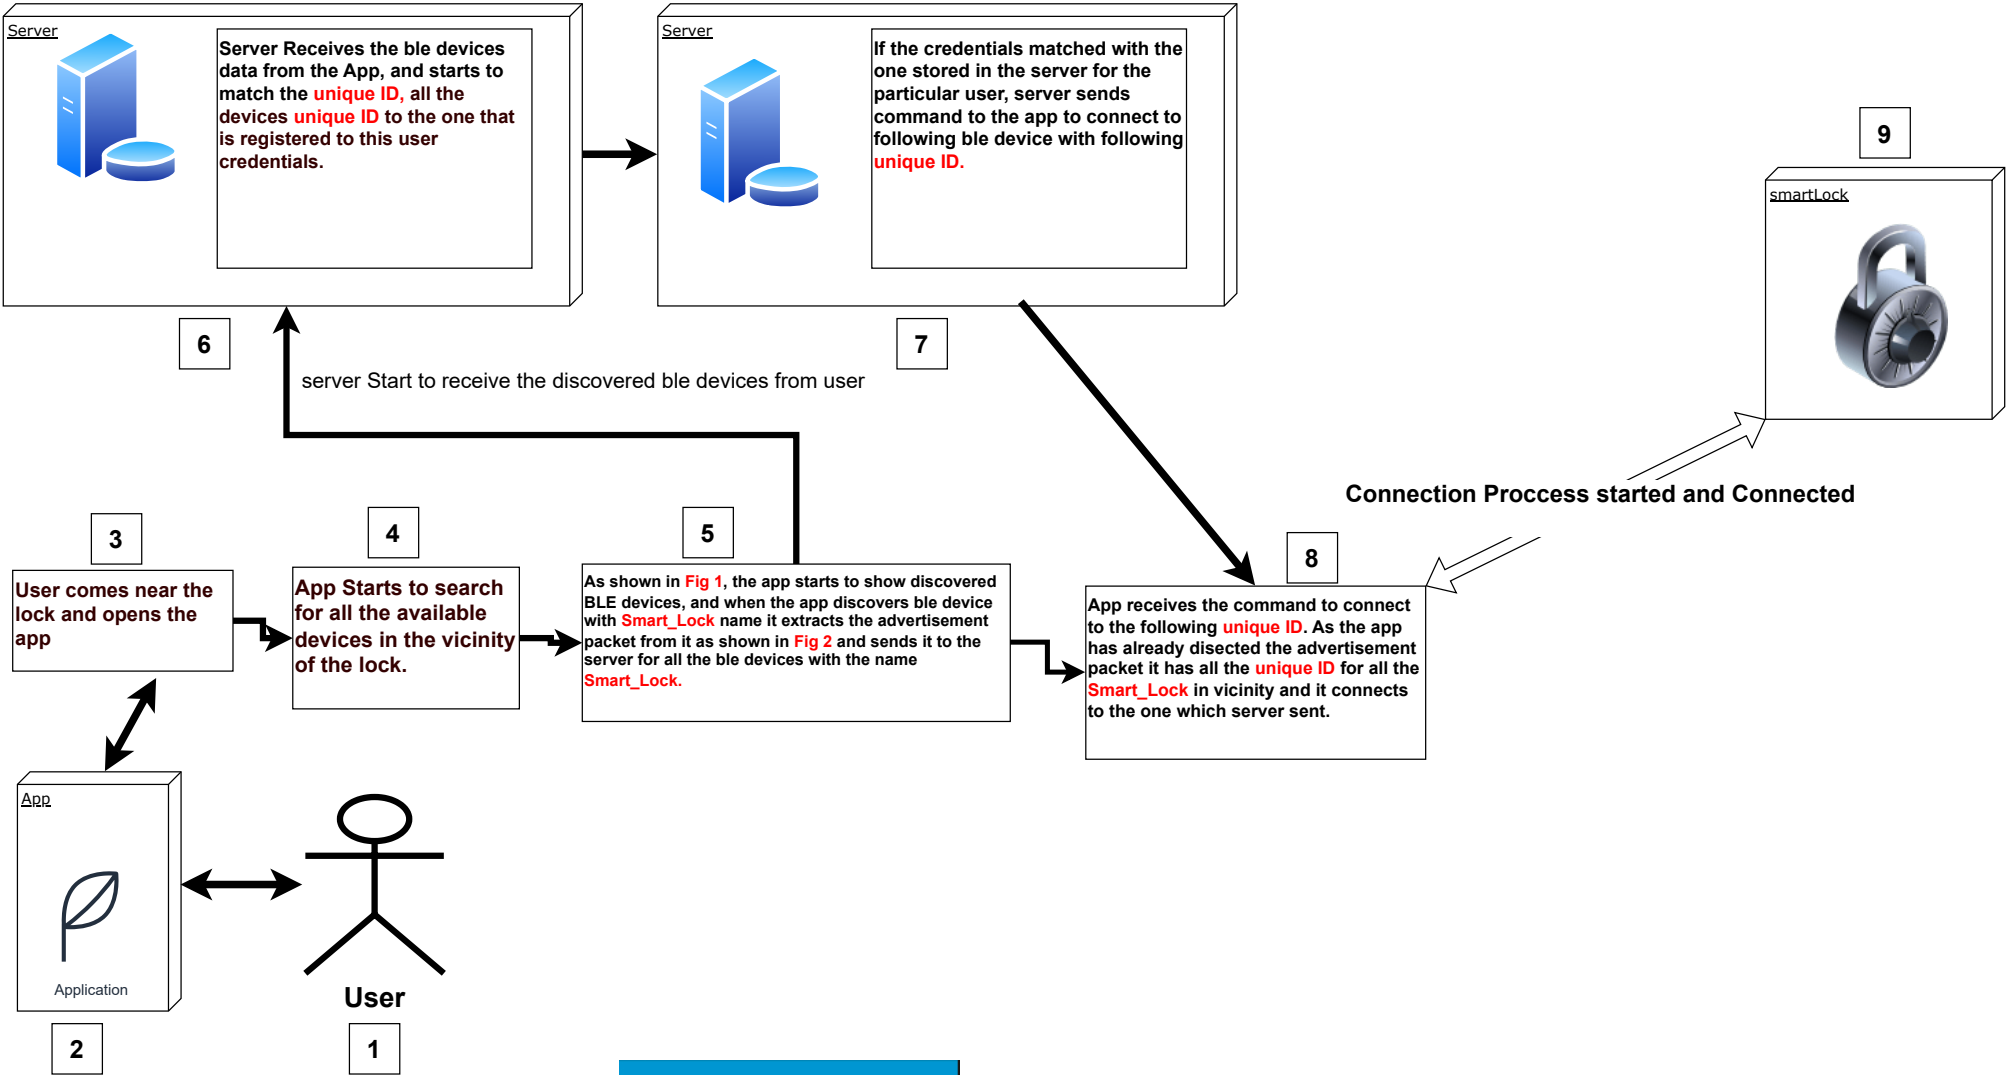 Server
Server Receives the ble devices
data from the App, and starts to
match the unique ID, all the
devices unique ID to the one that
is registered to this user
credentials.
6
Server
If the credentials matched with the
one stored in the server for the
particular user, server sends
command to the app to connect to
following ble device with following
unique ID.
7
9
smartLock
server Start to receive the discovered ble devices from user
Connection Proccess started and Connected
3
User comes near the
lock and opens the
app
4
App Starts to search
for all the available
devices in the vicinity
of the lock.
5
As shown in Fig 1, the app starts to show discovered
BLE devices, and when the app discovers ble device
with Smart_Lock name it extracts the advertisement
packet from it as shown in Fig 2 and sends it to the
server for all the ble devices with the name
Smart_Lock.
8
App receives the command to connect
to the following unique ID. As the app
has already disected the advertisement
packet it has all the unique ID for all the
Smart_Lock in vicinity and it connects
to the one which server sent.
App
Application
2
User
1